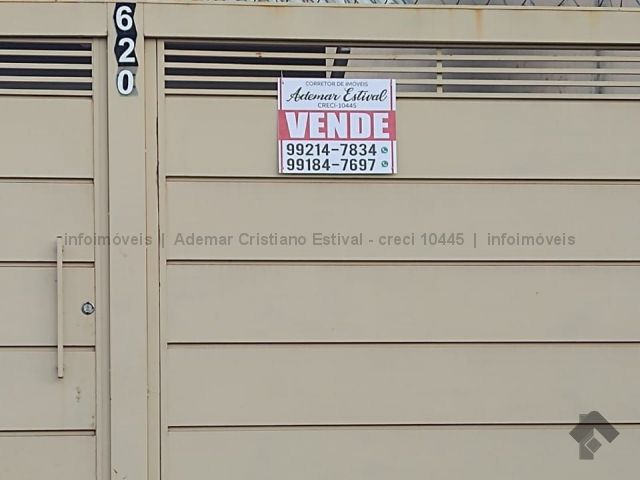 620
CORRETOR DE IMÓVEIS
Ademar Estival
CRECI-10445
VENDE
99214-7834
99184-7697
infoimóveis | Ademar Cristiano Estival - creci 10445 | infoimóveis